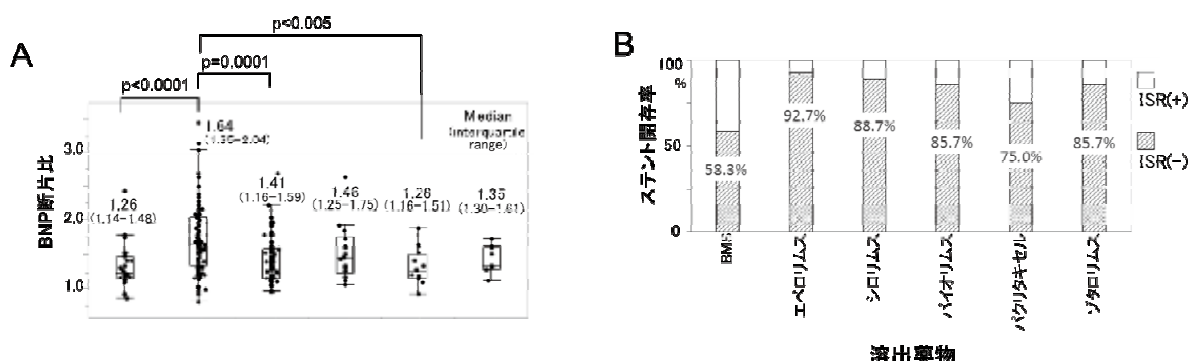 A
p<0.005
p=0.0001
p<0.0001
Median
(interquartile
range)
BNP断片比
3.0
2.0
1.0
1.26
(1.14-1.48)
1.64
(1.35-2.04)
1.41
(1.16-1.59)
1.46
(1.25-1.75)
1.26
(1.16-1.51)
1.35
(1.30-1.61)
B
ステント開存率
100
%
50
0
58.3%
92.7%
88.7%
85.7%
75.0%
85.7%
ISR(+)
ISR(-)
BMS
エベロリムス
シロリムス
バイオリムス
パクリタキセル
ゾタロリムス
溶出薬物